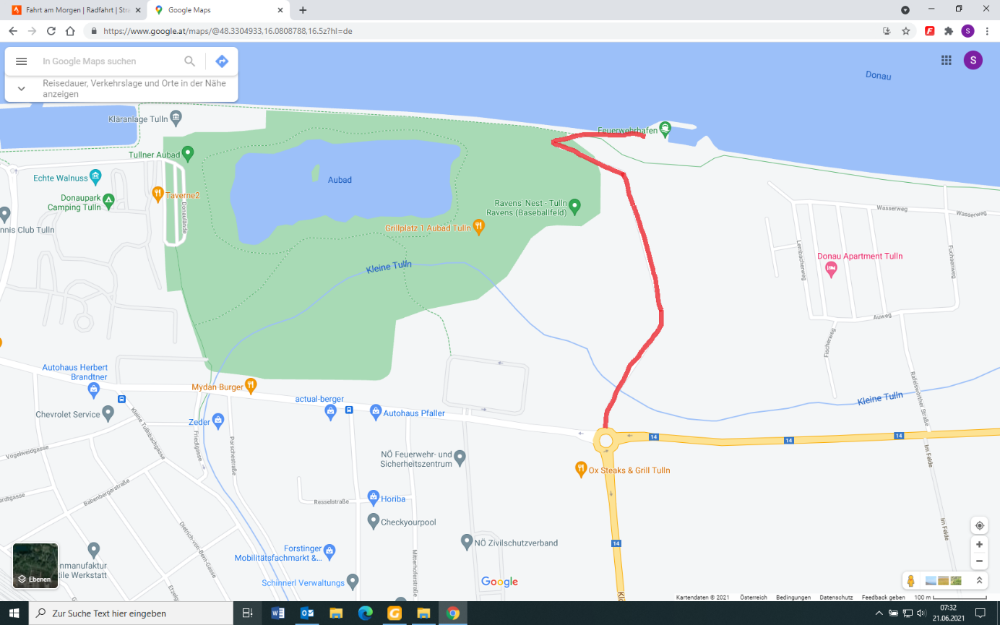 Fahrt am Morgen | Radfahrt | Stra
Google Maps
https://www.google.at/maps/@48.3304933,16.0808788,16.5z?hl=de
S
In Google Maps suchen
S
Reisedauer, Verkehrslage und Orte in der Nähe
anzeigen
Donau
Kläranlage Tulln
Feuerwehrhafen
Tullner Aubad
Echte Walnuss
Aubad
Donaupark
Camping Tulln
Taverne2
Donaulände
Ravens' Nest - Tulln
Ravens (Baseballfeld)
Wasserweg
Wasserweg
nnis Club Tulln
Grillplatz 1 Aubad Tulln
Lembacherweg
Donau Apartment Tulln
Fuchsenweg
Kleine Tulln
Auweg
Fischerweg
Autohaus Herbert
Brandtner
Mydan Burger
Rafelswörther Straße
actual-berger
Kleine Tulln
Chevrolet Service
Zeder
Autohaus Pfaller
Kleine Tullnbachgasse
Friedgasse
Porschestraße
14
14
14
Vogelweidgasse
NÖ Feuerwehr- und
Sicherheitszentrum
Im Felde
Ox Steaks & Grill Tulln
Babenbergerstraße
Resselstraße
Horiba
Checkyourpool
Dietrich-von-Bern-Gasse
Im Felde
NÖ Zivilschutzverband
14
Forstinger
Mobilitätsfachmarkt &...
Mitterhoferstraße
nmanufaktur
tile Werkstatt
Ebenen
Schinnerl Verwaltungs
Google
Kartendaten © 2021 Österreich Bedingungen Datenschutz Feedback geben 100 m
Zur Suche Text hier eingeben
07:32
21.06.2021